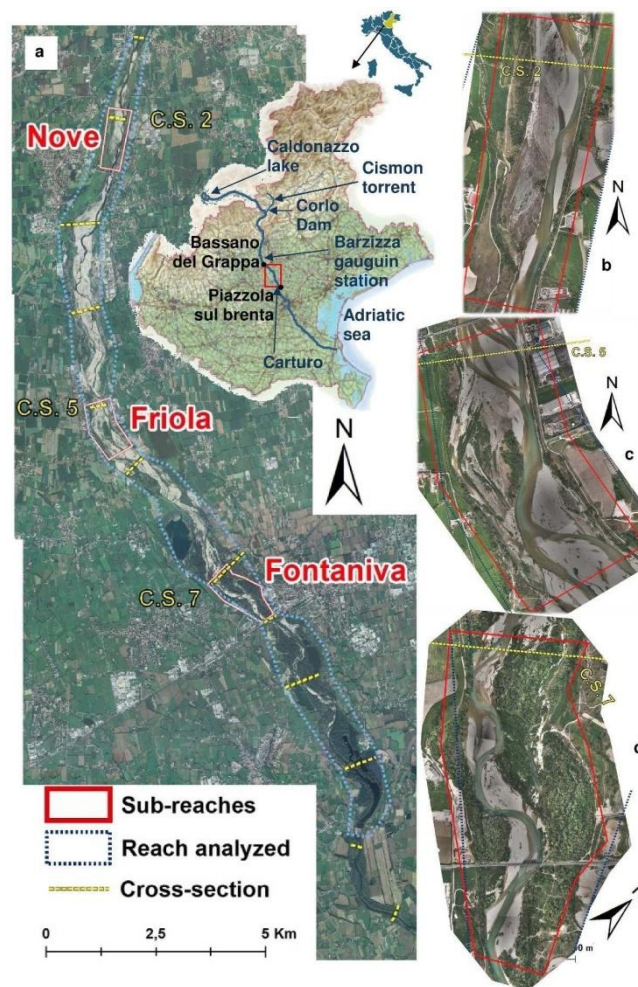 a
Nove
C.S. 2
Caldonazzo
lake
Cismon
torrent
Corlo
Dam
Bassano
del Grappa
Barzizza
gauguin
station
Piazzola
sul brenta
Adriatic
sea
Carturo
C.S. 5
Friola
N
Fontaniva
C.S. 7
Sub-reaches
Reach analyzed
Cross-section
0
2,5
5 Km
C.S. 2
N
b
C.S. 5
N
c
C.S. 7